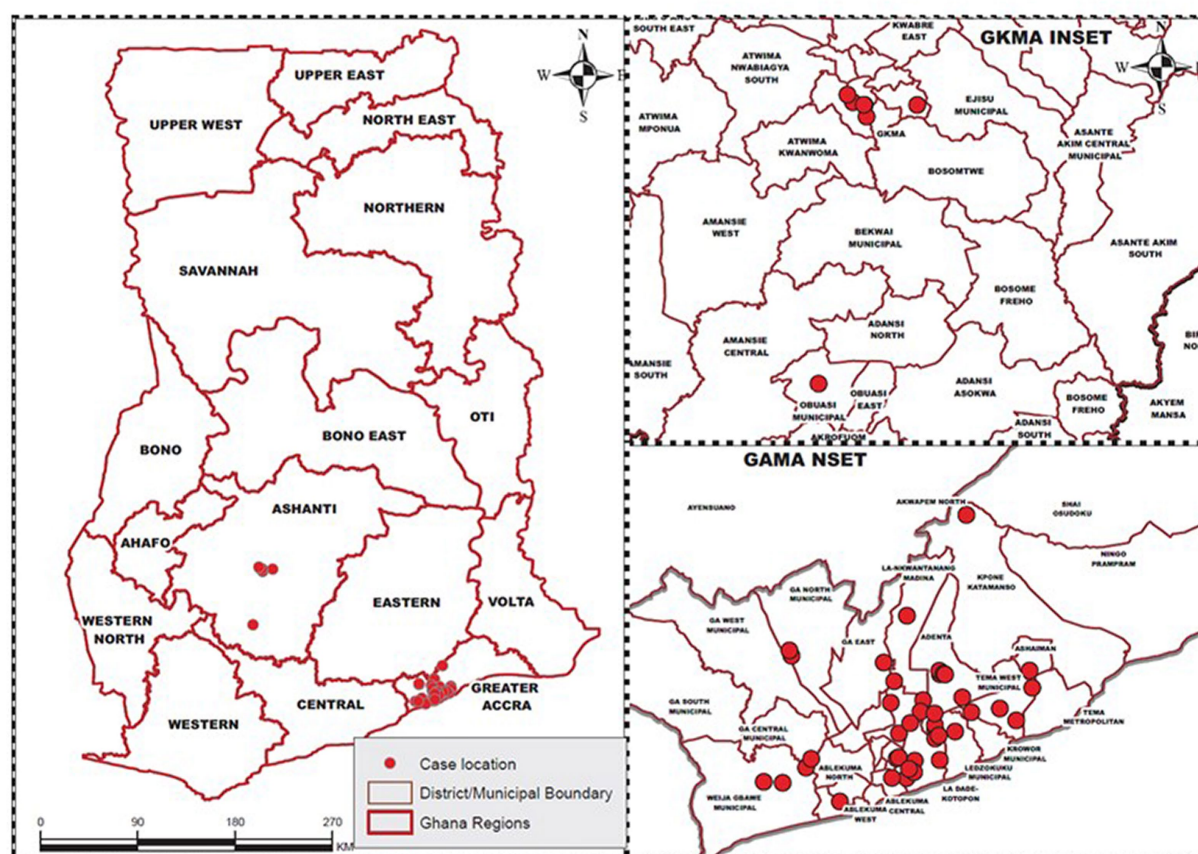 N
W
E
S
UPPER EAST
UPPER WEST
NORTH EAST
NORTHERN
SAVANNAH
OTI
BONO EAST
BONO
ASHANTI
AHAFO
EASTERN
VOLTA
WESTERN
NORTH
CENTRAL
GREATER
ACCRA
WESTERN
Case location
District/Municipal Boundary
Ghana Regions
0 90 180 270
KM
SOUTH EAST
KWABRE
EAST
GKMA INSET
N
W
S
ATWIMA
NWABIAGYA
SOUTH
EJISU
MUNICIPAL
ATWIMA
MPONUA
GKMA
ATWIMA
KWANWOMA
ASANTE
AKIM CENTRAL
MUNICIPAL
BOSOMTWE
AMANSIE
WEST
BEKWAI
MUNICIPAL
ASANTE AKIM
SOUTH
BOSOME
FREHO
ADANSI
NORTH
AMANSIE
CENTRAL
BI
NO
AMANSIE
SOUTH
OBUASI
MUNICIPAL
OBUASI
EAST
ADANSI
ASOKWA
BOSOME
FREHO
AKYEM
MANSA
ADANSI
SOUTH
AKROFUOM
GAMA NSET
AKWAPEM NORTH
SHAI
OSUDOKU
AYENSUANO
NINGO
PRAMPRAM
LA-NKWANTANANG
MADINA
KPONE
KATAMANSO
GA NORTH
MUNICIPAL
GA WEST
MUNICIPAL
GA EAST
ADENTA
ASHAIMAN
TEMA WEST
MUNICIPAL
GA SOUTH
MUNICIPAL
TEMA
METROPOLITAN
GA CENTRAL
MUNICIPAL
KROWOR
MUNICIPAL
ABLEKUMA
NORTH
LEDZOKUKU
MUNICIPAL
WEIJA GBAWE
MUNICIPAL
LA DADE-
KOTOPON
ABLEKUMA
WEST
ABLEKUMA
CENTRAL